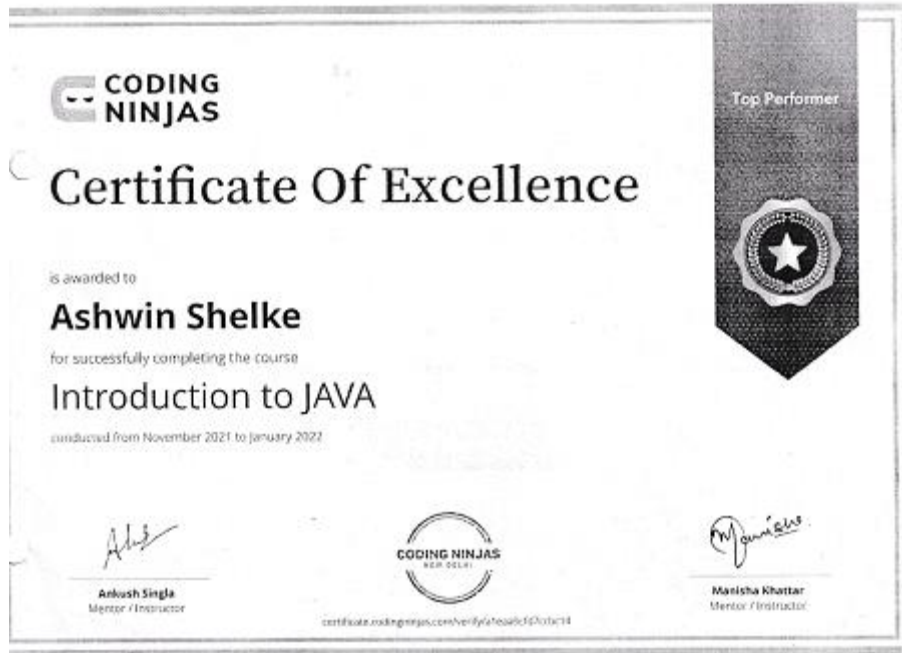 CODING
NINJAS
Top Performer
Certificate Of Excellence
is awarded to
Ashwin Shelke
for successfully completing the course
Introduction to JAVA
conducted from November 2021 to January 2022
CODING NINJAS
NEW DELHI
Ankush Singla
Mentor / Instructor
Manisha Khattar
Mentor / Instructor